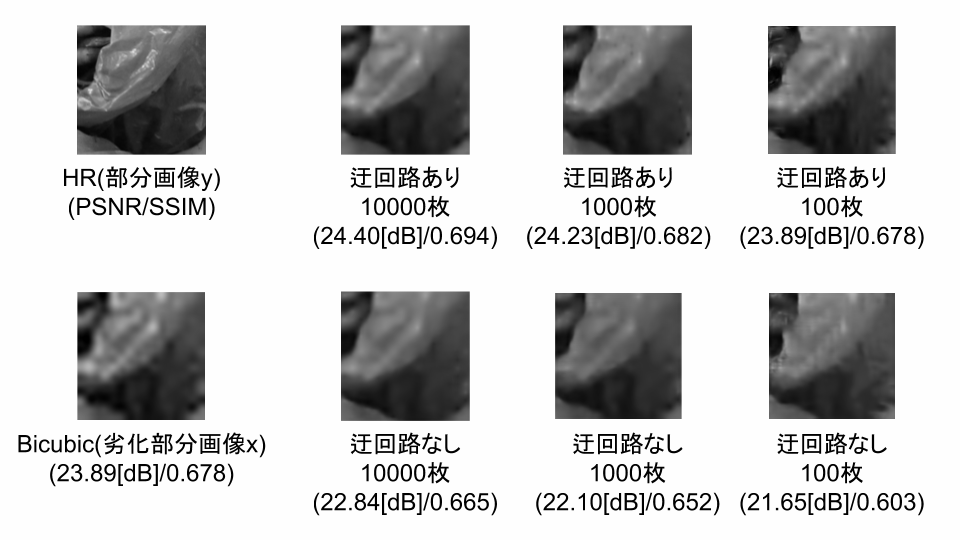 HR(部分画像y)
(PSNR/SSIM)
迂回路あり
10000枚
(24.40[dB]/0.694)
迂回路あり
1000枚
(24.23[dB]/0.682)
迂回路あり
100枚
(23.89[dB]/0.678)
Bicubic(劣化部分画像x)
(23.89[dB]/0.678)
迂回路なし
10000枚
(22.84[dB]/0.665)
迂回路なし
1000枚
(22.10[dB]/0.652)
迂回路なし
100枚
(21.65[dB]/0.603)